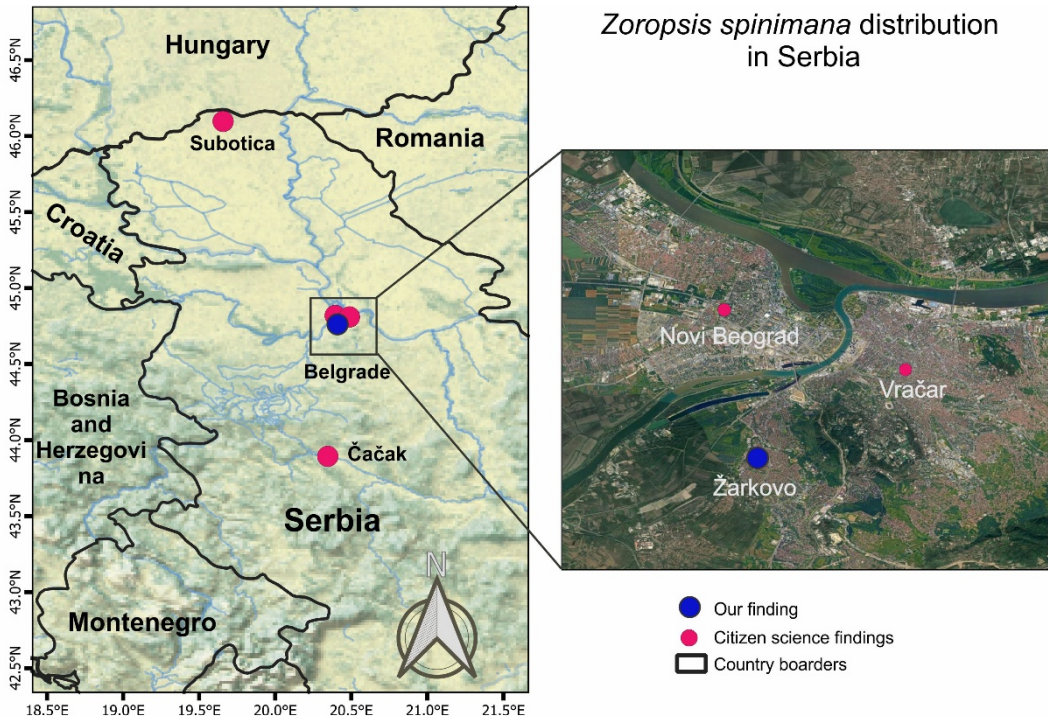 Zoropsis spinimana distribution
in Serbia
Hungary
Subotica
Romania
Croatia
Belgrade
Bosnia
and
Herzegovi
na
Čačak
Serbia
Montenegro
N
46.5°N
46.0°N
45.5°N
45.0°N
44.5°N
44.0°N
43.5°N
43.0°N
42.5°N
18.5°E
19.0°E
19.5°E
20.0°E
20.5°E
21.0°E
21.5°E
Novi Beograd
Vračar
Žarkovo
Our finding
Citizen science findings
Country boarders